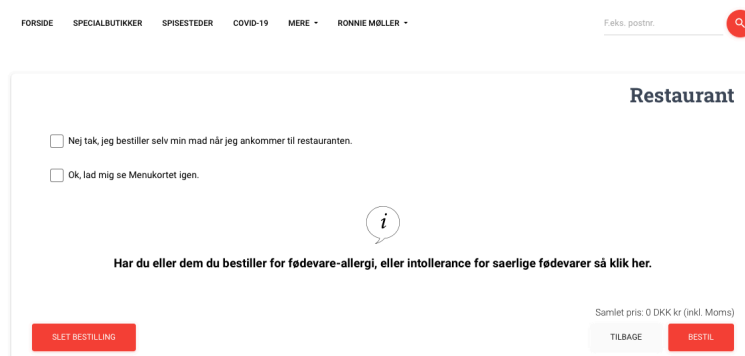 FORSIDE SPECIALBUTIKKER SPISESTEDER COVID-19 MERE RONNIE MØLLER F.eks. postnr.
Restaurant
Nej tak, jeg bestiller selv min mad når jeg ankommer til restauranten.
Ok, lad mig se Menukortet igen.
i
Har du eller dem du bestiller for fødevare-allergi, eller intollerance for saerlige fødevarer så klik her.
Samlet pris: 0 DKK kr (inkl. Moms)
SLET BESTILLING TILBAGE BESTIL